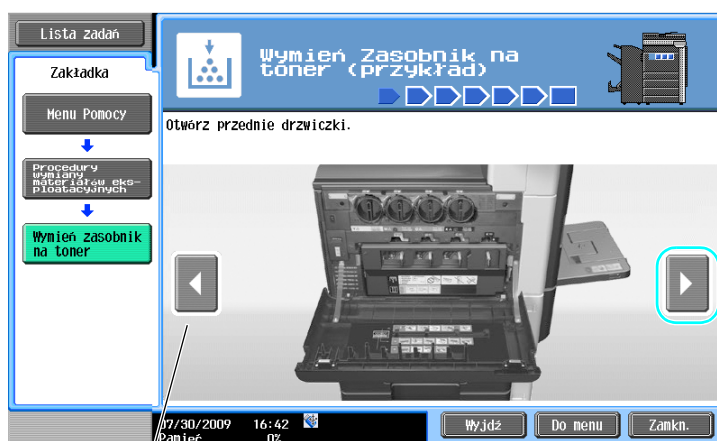 Lista zadań
Zakładka
Menu Pomocy
Procedury
wymiany
materiałów eks-
ploatacyjnych
Wymień zasobnik
na toner
Wymień Zasobnik na
toner (przykład)
Otwórz przednie drzwiczki.
07/30/2009 16:42
Pamięć 0%
Wyjdź
Do menu
Zamkn.